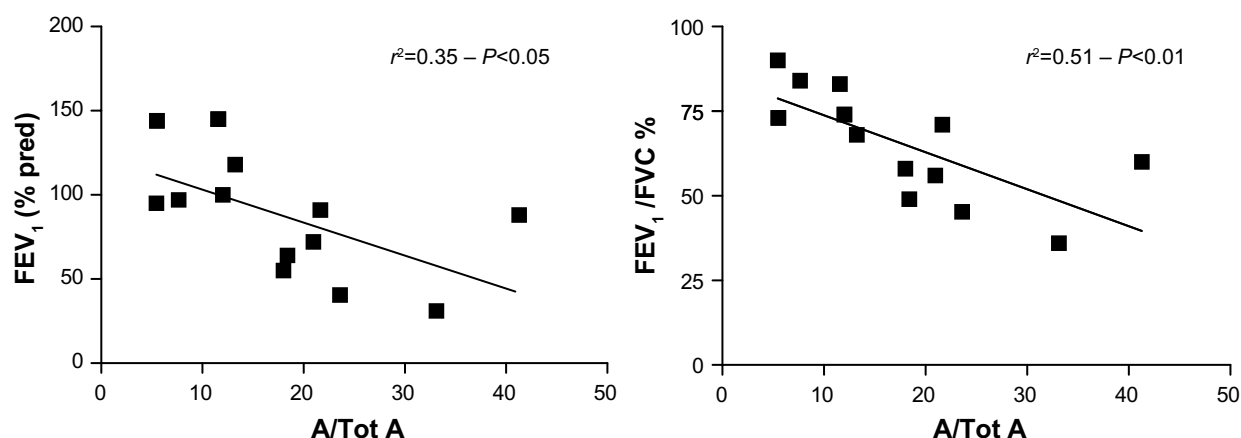 200
150
100
50
0
FEV₁ (% pred)
r²=0.35 – P<0.05
0 10 20 30 40 50
A/Tot A
100
75
50
25
0
FEV₁ /FVC %
r²=0.51 – P<0.01
0 10 20 30 40 50
A/Tot A